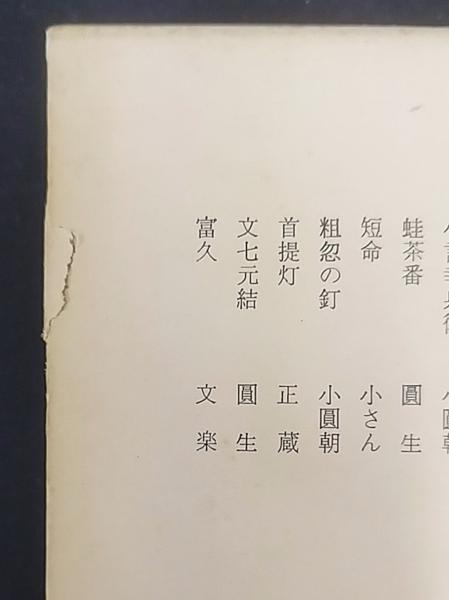 蛙茶番 圓生
短命 小さん
粗忽の釘 小圓朝
首提灯 正蔵
文七元結 圓生
富久 文楽